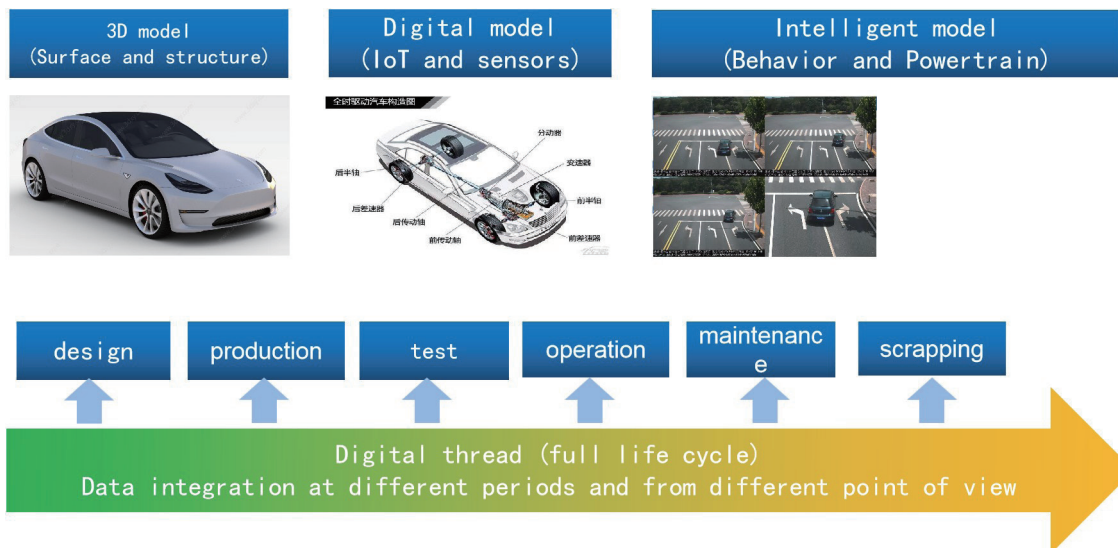 3D model
(Surface and structure)
Digital model
(IoT and sensors)
Intelligent model
(Behavior and Powertrain)
全时驱动汽车构造图
分动器
变速器
后半轴
前半轴
后差速器
后传动轴
前传动轴
前差速器
design
production
test
operation
maintenanc
e
scrapping
Digital thread (full life cycle)
Data integration at different periods and from different point of view